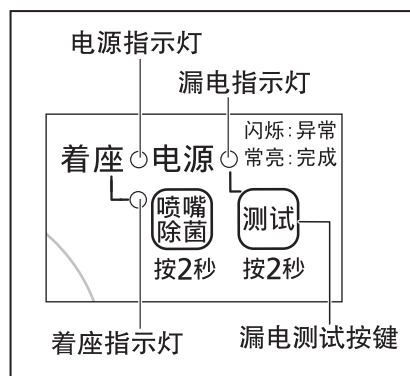 电源指示灯
漏电指示灯
闪烁:异常
着座 电源 常亮:完成
喷嘴
除菌
测试
按2秒 按2秒
着座指示灯
漏电测试按键